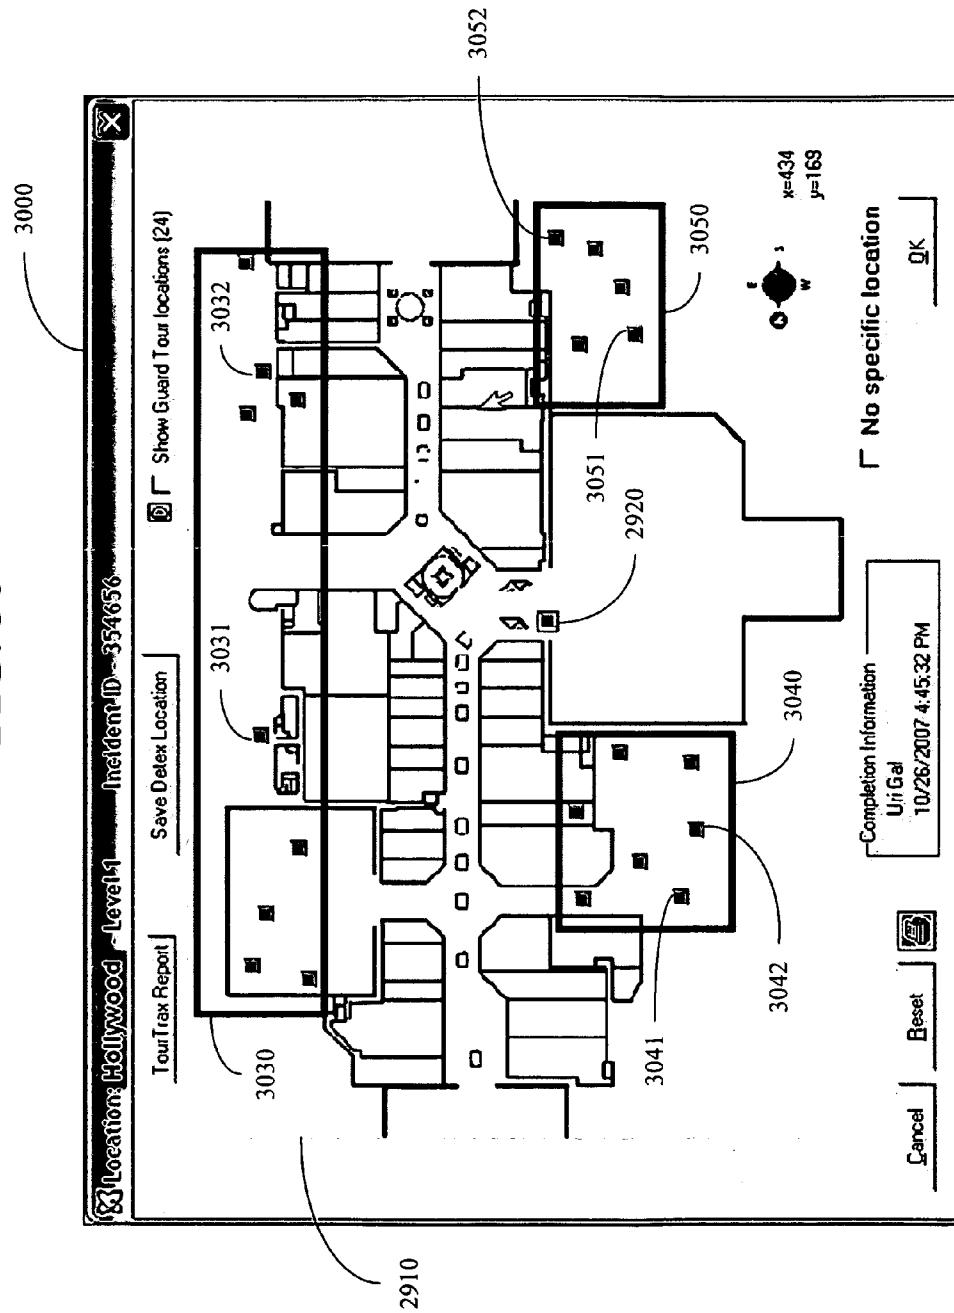 3000
Location: Hollywood - Level 1 Incident ID - 354656
TourTrax Report
Save Detex Location
Show Guard Tour locations (24)
3030
3031
3032
3052
3050
3051
2920
3040
3041
3042
2910
E
S
W
x=434
y=169
No specific location
Completion Information
Uri Gal
10/26/2007 4:45:32 PM
Cancel
Reset
OK